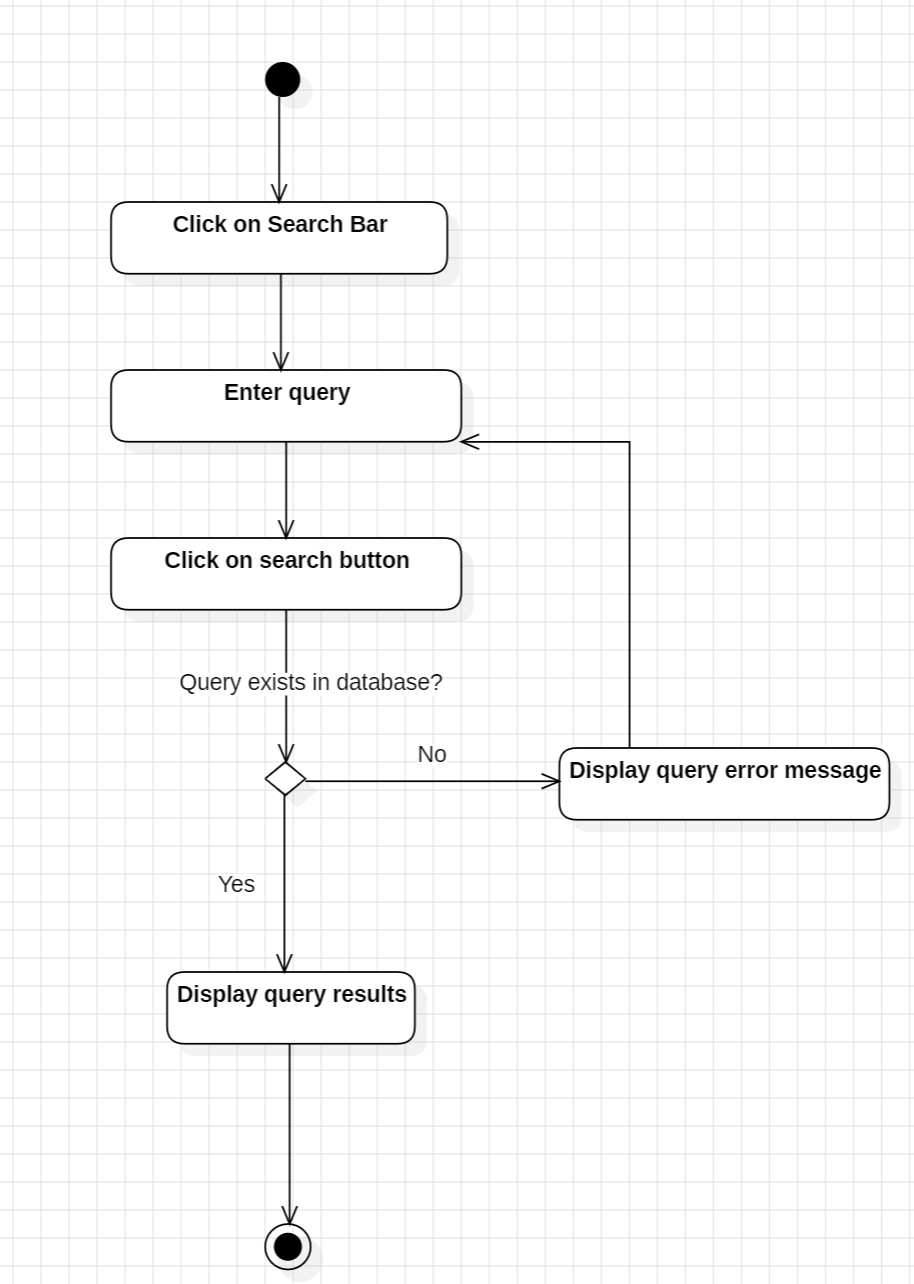 Click on Search Bar
Enter query
Click on search button
Query exists in database?
No
Display query error message
Yes
Display query results